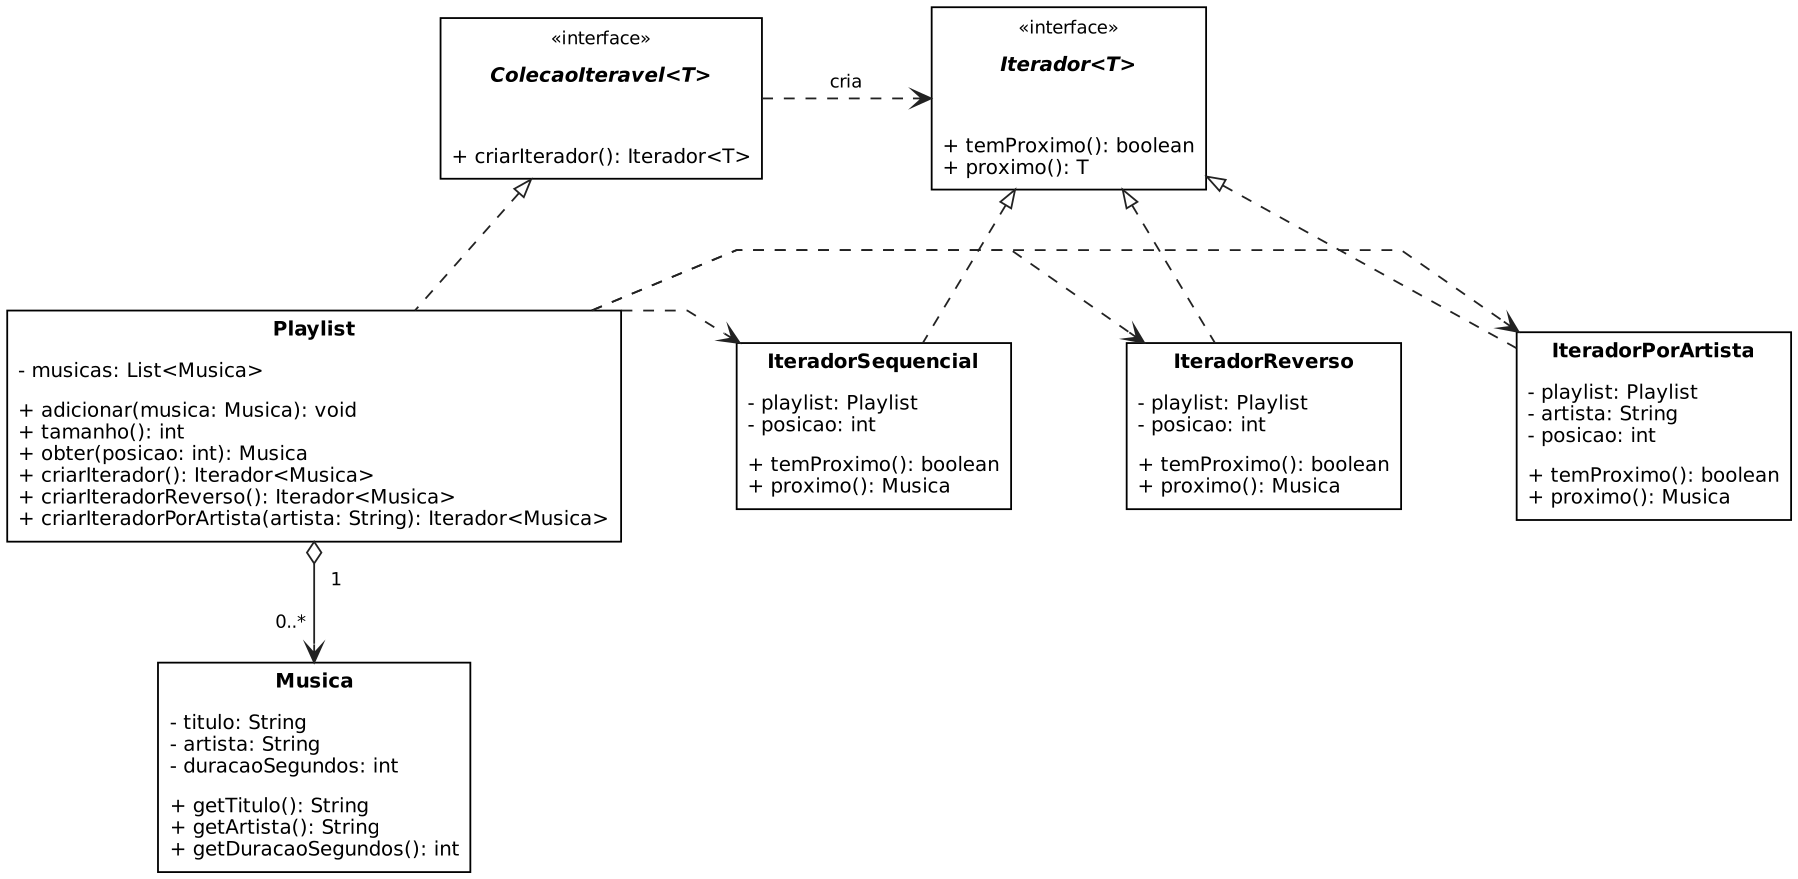 «interface»
ColecaoIteravel<T>
+ criarIterador(): Iterador<T>
cria
«interface»
Iterador<T>
+ temProximo(): boolean
+ proximo(): T
Playlist
- musicas: List<Musica>
+ adicionar(musica: Musica): void
+ tamanho(): int
+ obter(posicao: int): Musica
+ criarIterador(): Iterador<Musica>
+ criarIteradorReverso(): Iterador<Musica>
+ criarIteradorPorArtista(artista: String): Iterador<Musica>
IteradorSequencial
- playlist: Playlist
- posicao: int
+ temProximo(): boolean
+ proximo(): Musica
IteradorReverso
- playlist: Playlist
- posicao: int
+ temProximo(): boolean
+ proximo(): Musica
IteradorPorArtista
- playlist: Playlist
- artista: String
- posicao: int
+ temProximo(): boolean
+ proximo(): Musica
1
0..*
Musica
- titulo: String
- artista: String
- duracaoSegundos: int
+ getTitulo(): String
+ getArtista(): String
+ getDuracaoSegundos(): int